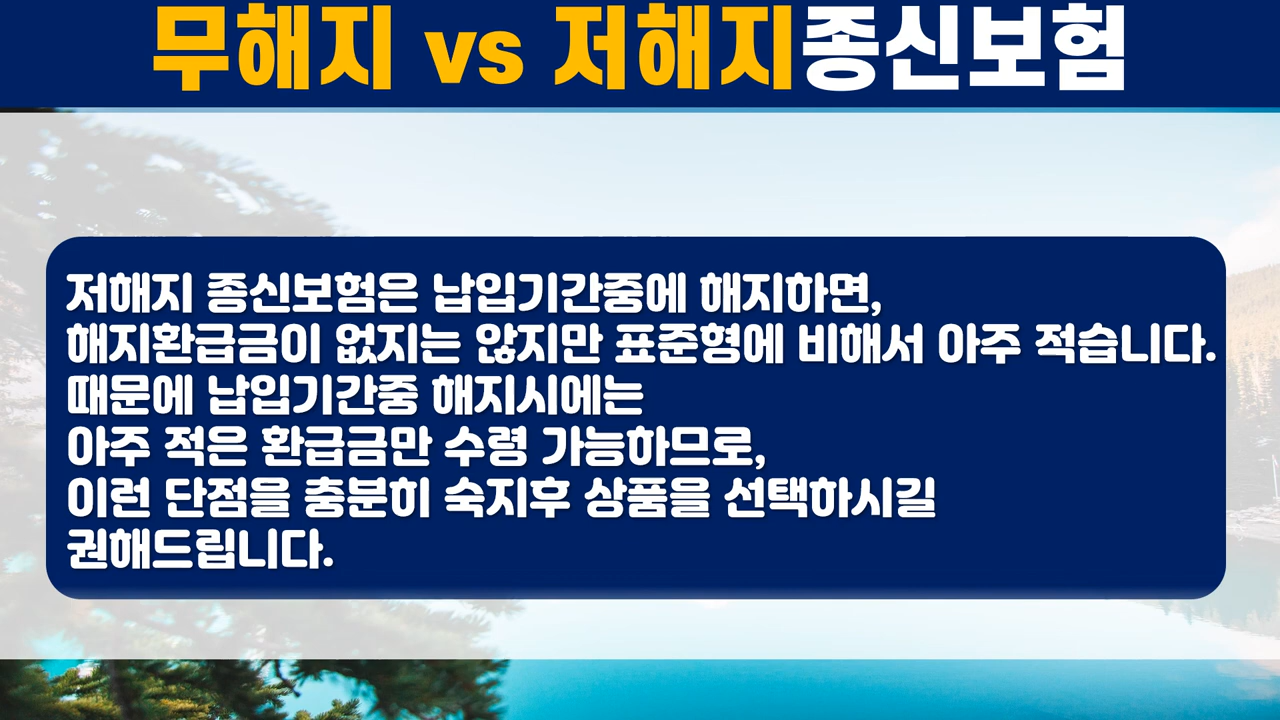 무해지 vs 저해지종신보험
저해지 종신보험은 납입기간중에 해지하면,
해지환급금이 없지는 않지만 표준형에 비해서 아주 적습니다.
때문에 납입기간중 해지시에는
아주 적은 환급금만 수령 가능하므로,
이런 단점을 충분히 숙지후 상품을 선택하시길
권해드립니다.